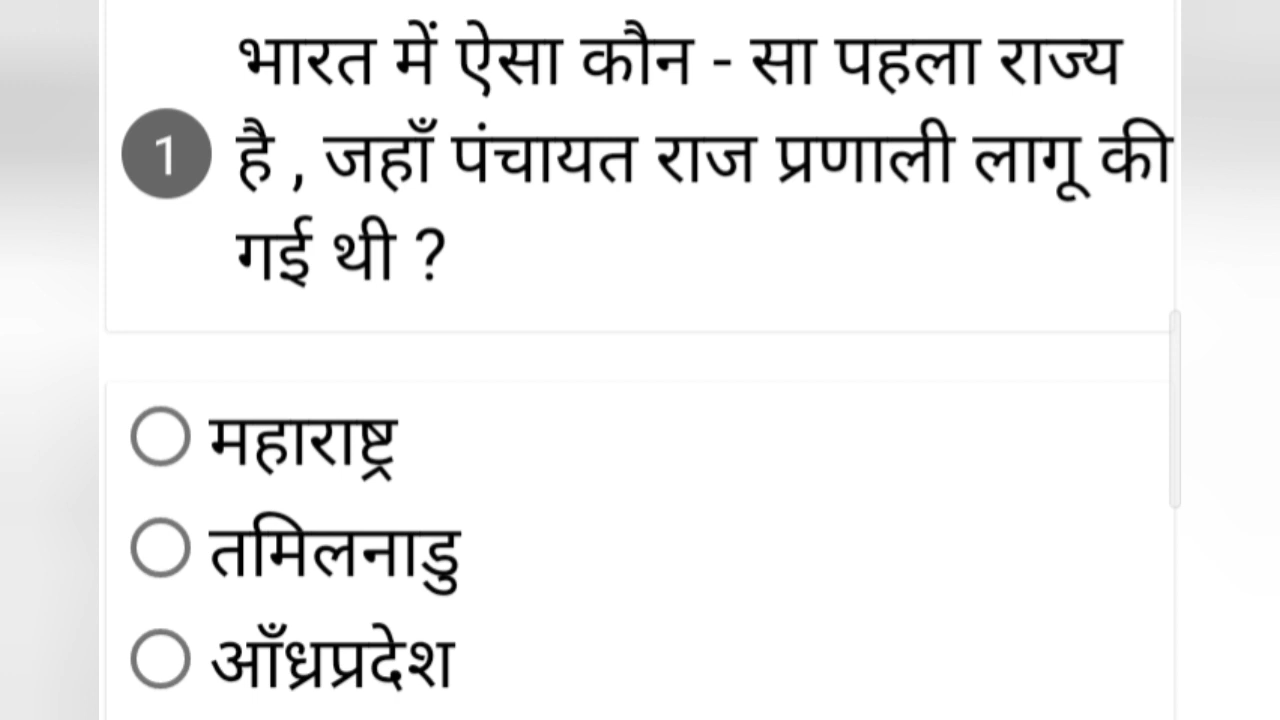 भारत में ऐसा कौन - सा पहला राज्य
1 है , जहाँ पंचायत राज प्रणाली लागू की
गई थी ?
महाराष्ट्र
तमिलनाडु
आँध्रप्रदेश